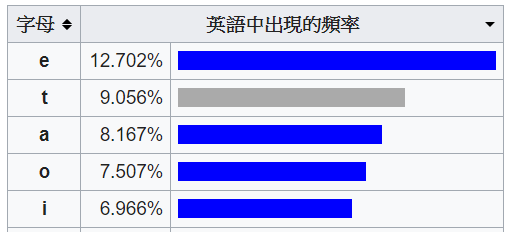 字母 英語中出現的頻率
e 12.702%
t 9.056%
a 8.167%
o 7.507%
i 6.966%